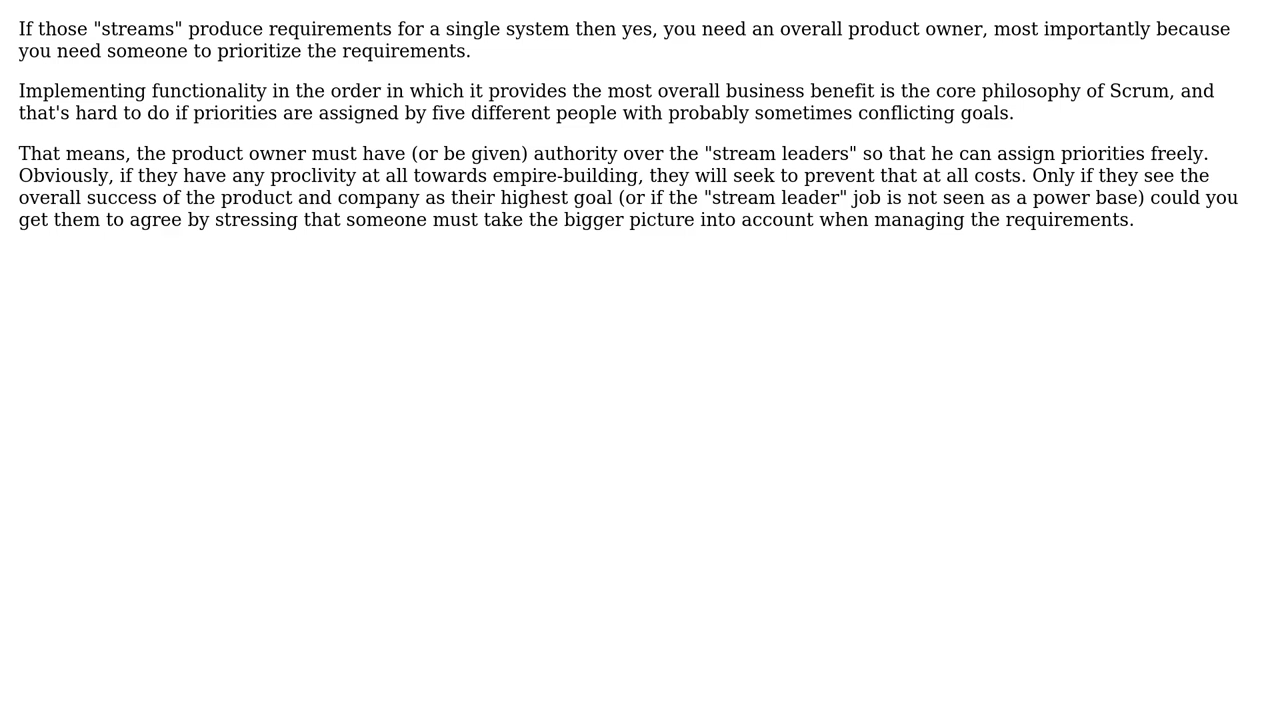 If those "streams" produce requirements for a single system then yes, you need an overall product owner, most importantly because
you need someone to prioritize the requirements.
Implementing functionality in the order in which it provides the most overall business benefit is the core philosophy of Scrum, and
that's hard to do if priorities are assigned by five different people with probably sometimes conflicting goals.
That means, the product owner must have (or be given) authority over the "stream leaders" so that he can assign priorities freely.
Obviously, if they have any proclivity at all towards empire-building, they will seek to prevent that at all costs. Only if they see the
overall success of the product and company as their highest goal (or if the "stream leader" job is not seen as a power base) could you
get them to agree by stressing that someone must take the bigger picture into account when managing the requirements.